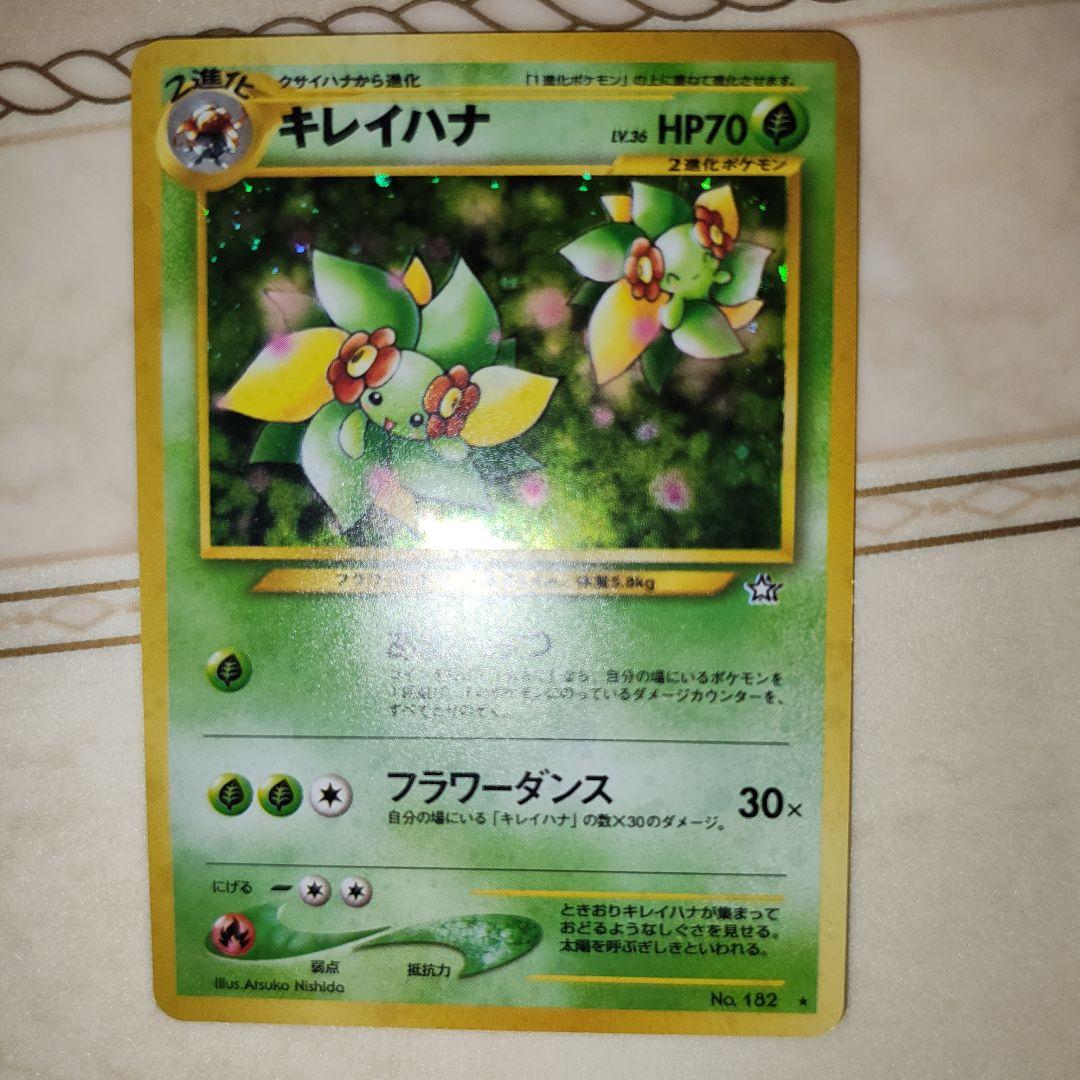 2進化
クサイハナから進化
「1進化ポケモン」の上に重ねて進化させます。
キレイハナ
LV.36 HP70
2進化ポケモン
体重5.8kg
自分の場にいるポケモンを
のっているダメージカウンターを、
フラワーダンス
30×
自分の場にいる「キレイハナ」の数×30のダメージ。
にげる
ときおりキレイハナが集まって
おどるようなしぐさを見せる。
太陽を呼ぶぎしきといわれる。
弱点
抵抗力
Illus. Atsuko Nishida
No. 182 ★